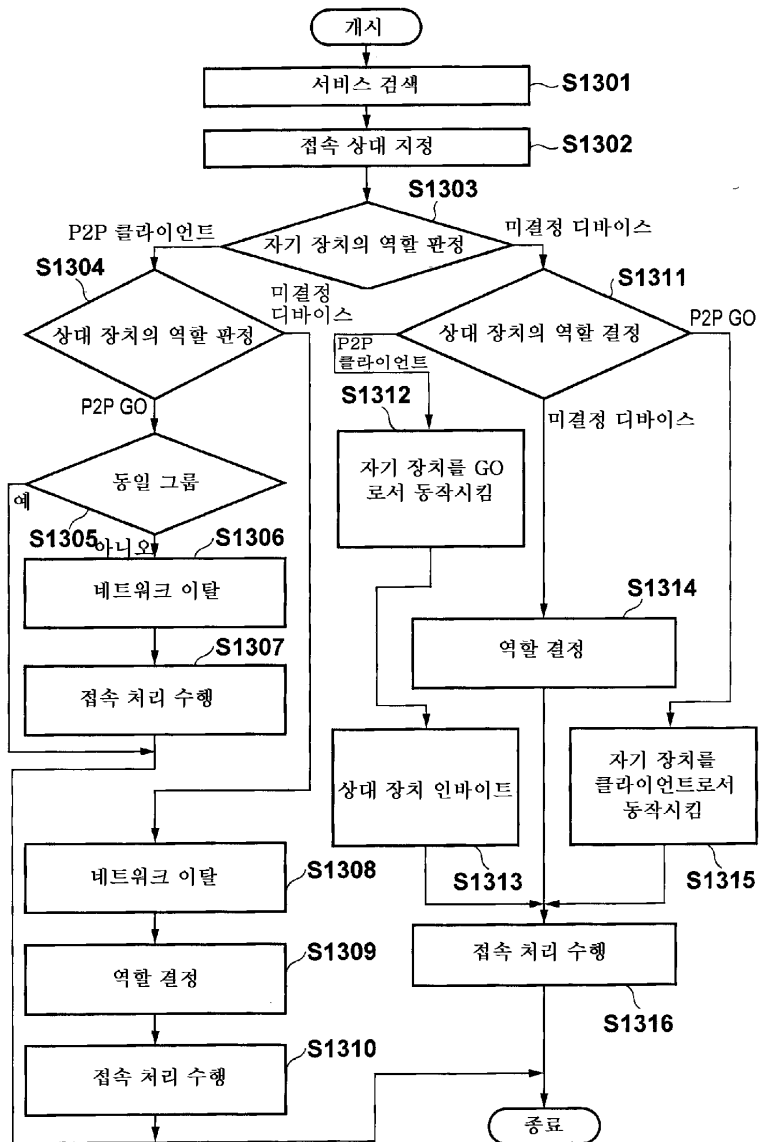 개시
서비스 검색
S1301
접속 상대 지정
S1302
S1303
자기 장치의 역할 판정
P2P 클라이언트
미결정 디바이스
S1304
상대 장치의 역할 판정
미결정
디바이스
S1311
상대 장치의 역할 결정
P2P GO
P2P
클라이언트
미결정 디바이스
P2P GO
S1312
자기 장치를 GO
로서 동작시킴
동일 그룹
예
S1305
아니오
S1306
네트워크 이탈
S1307
접속 처리 수행
S1314
역할 결정
상대 장치 인바이트
S1313
자기 장치를
클라이언트로서
동작시킴
S1315
네트워크 이탈
S1308
역할 결정
S1309
접속 처리 수행
S1310
접속 처리 수행
S1316
종료